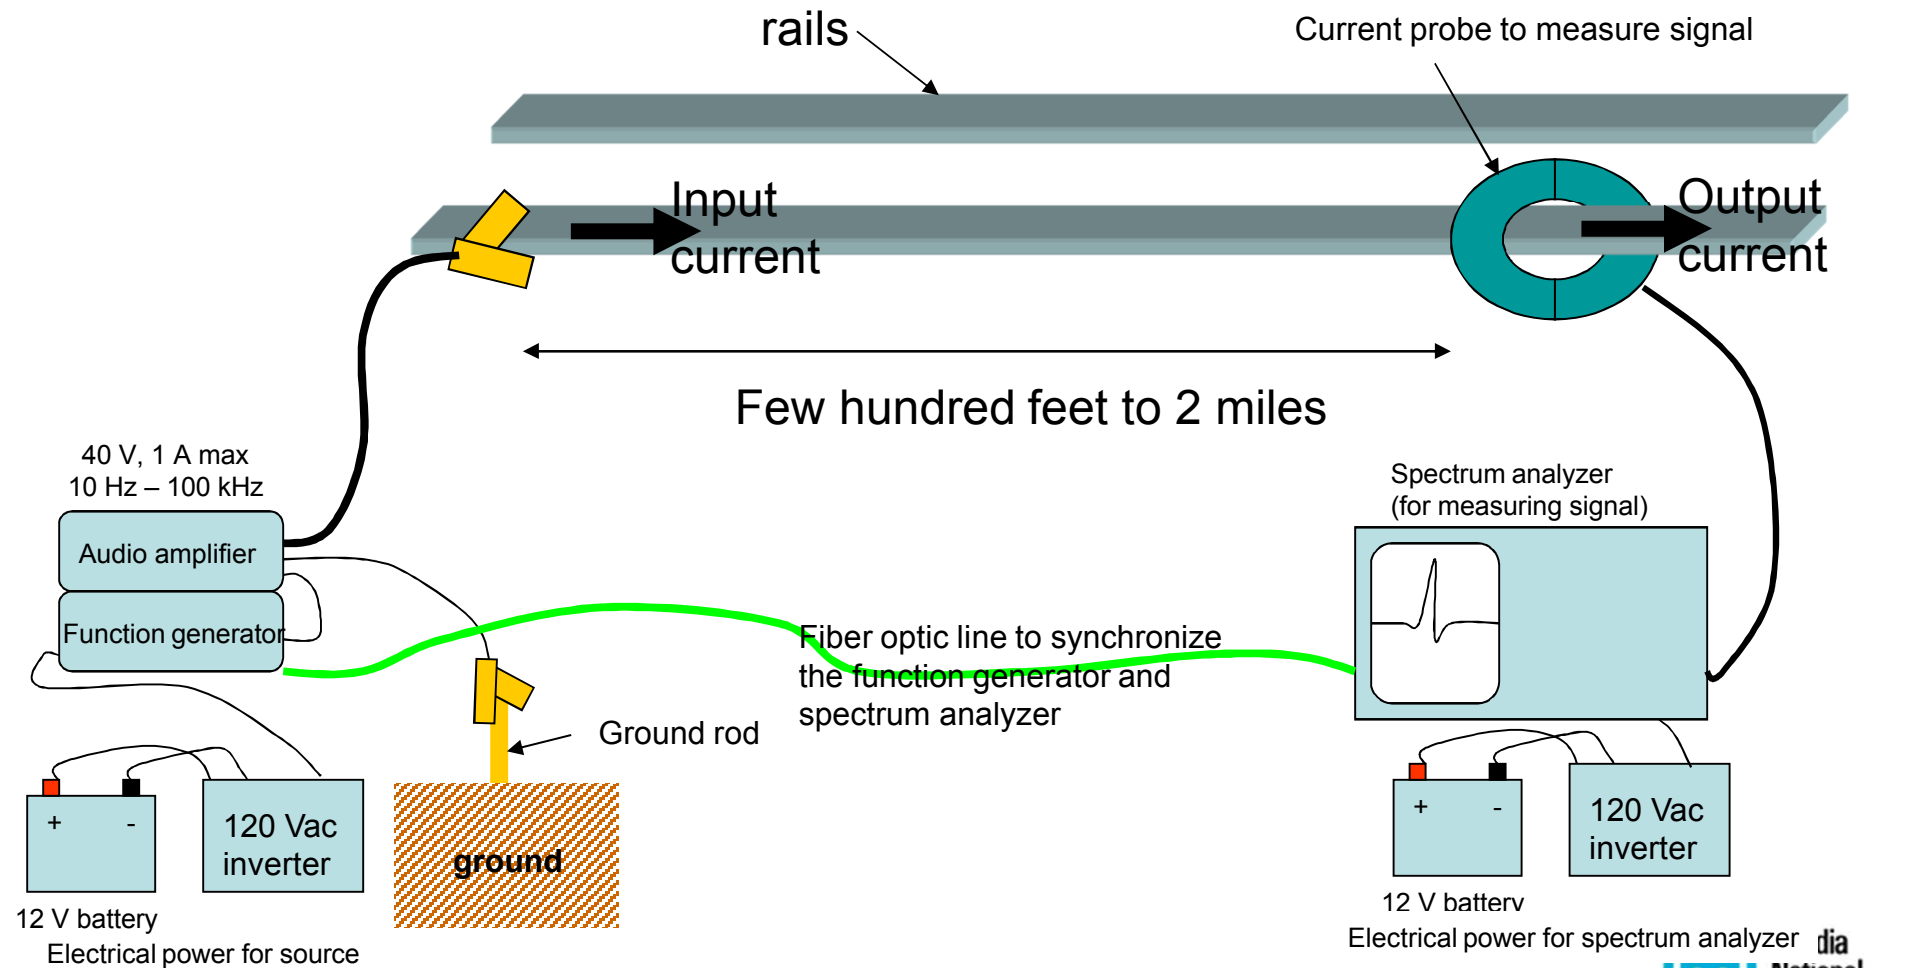 rails
Current probe to measure signal
Input
current
Output
current
Few hundred feet to 2 miles
40 V, 1 A max
10 Hz – 100 kHz
Audio amplifier
Function generator
Spectrum analyzer
(for measuring signal)
Fiber optic line to synchronize
the function generator and
spectrum analyzer
Ground rod
ground
+ -
120 Vac
inverter
12 V battery
Electrical power for source
+ -
120 Vac
inverter
12 V battery
Electrical power for spectrum analyzer